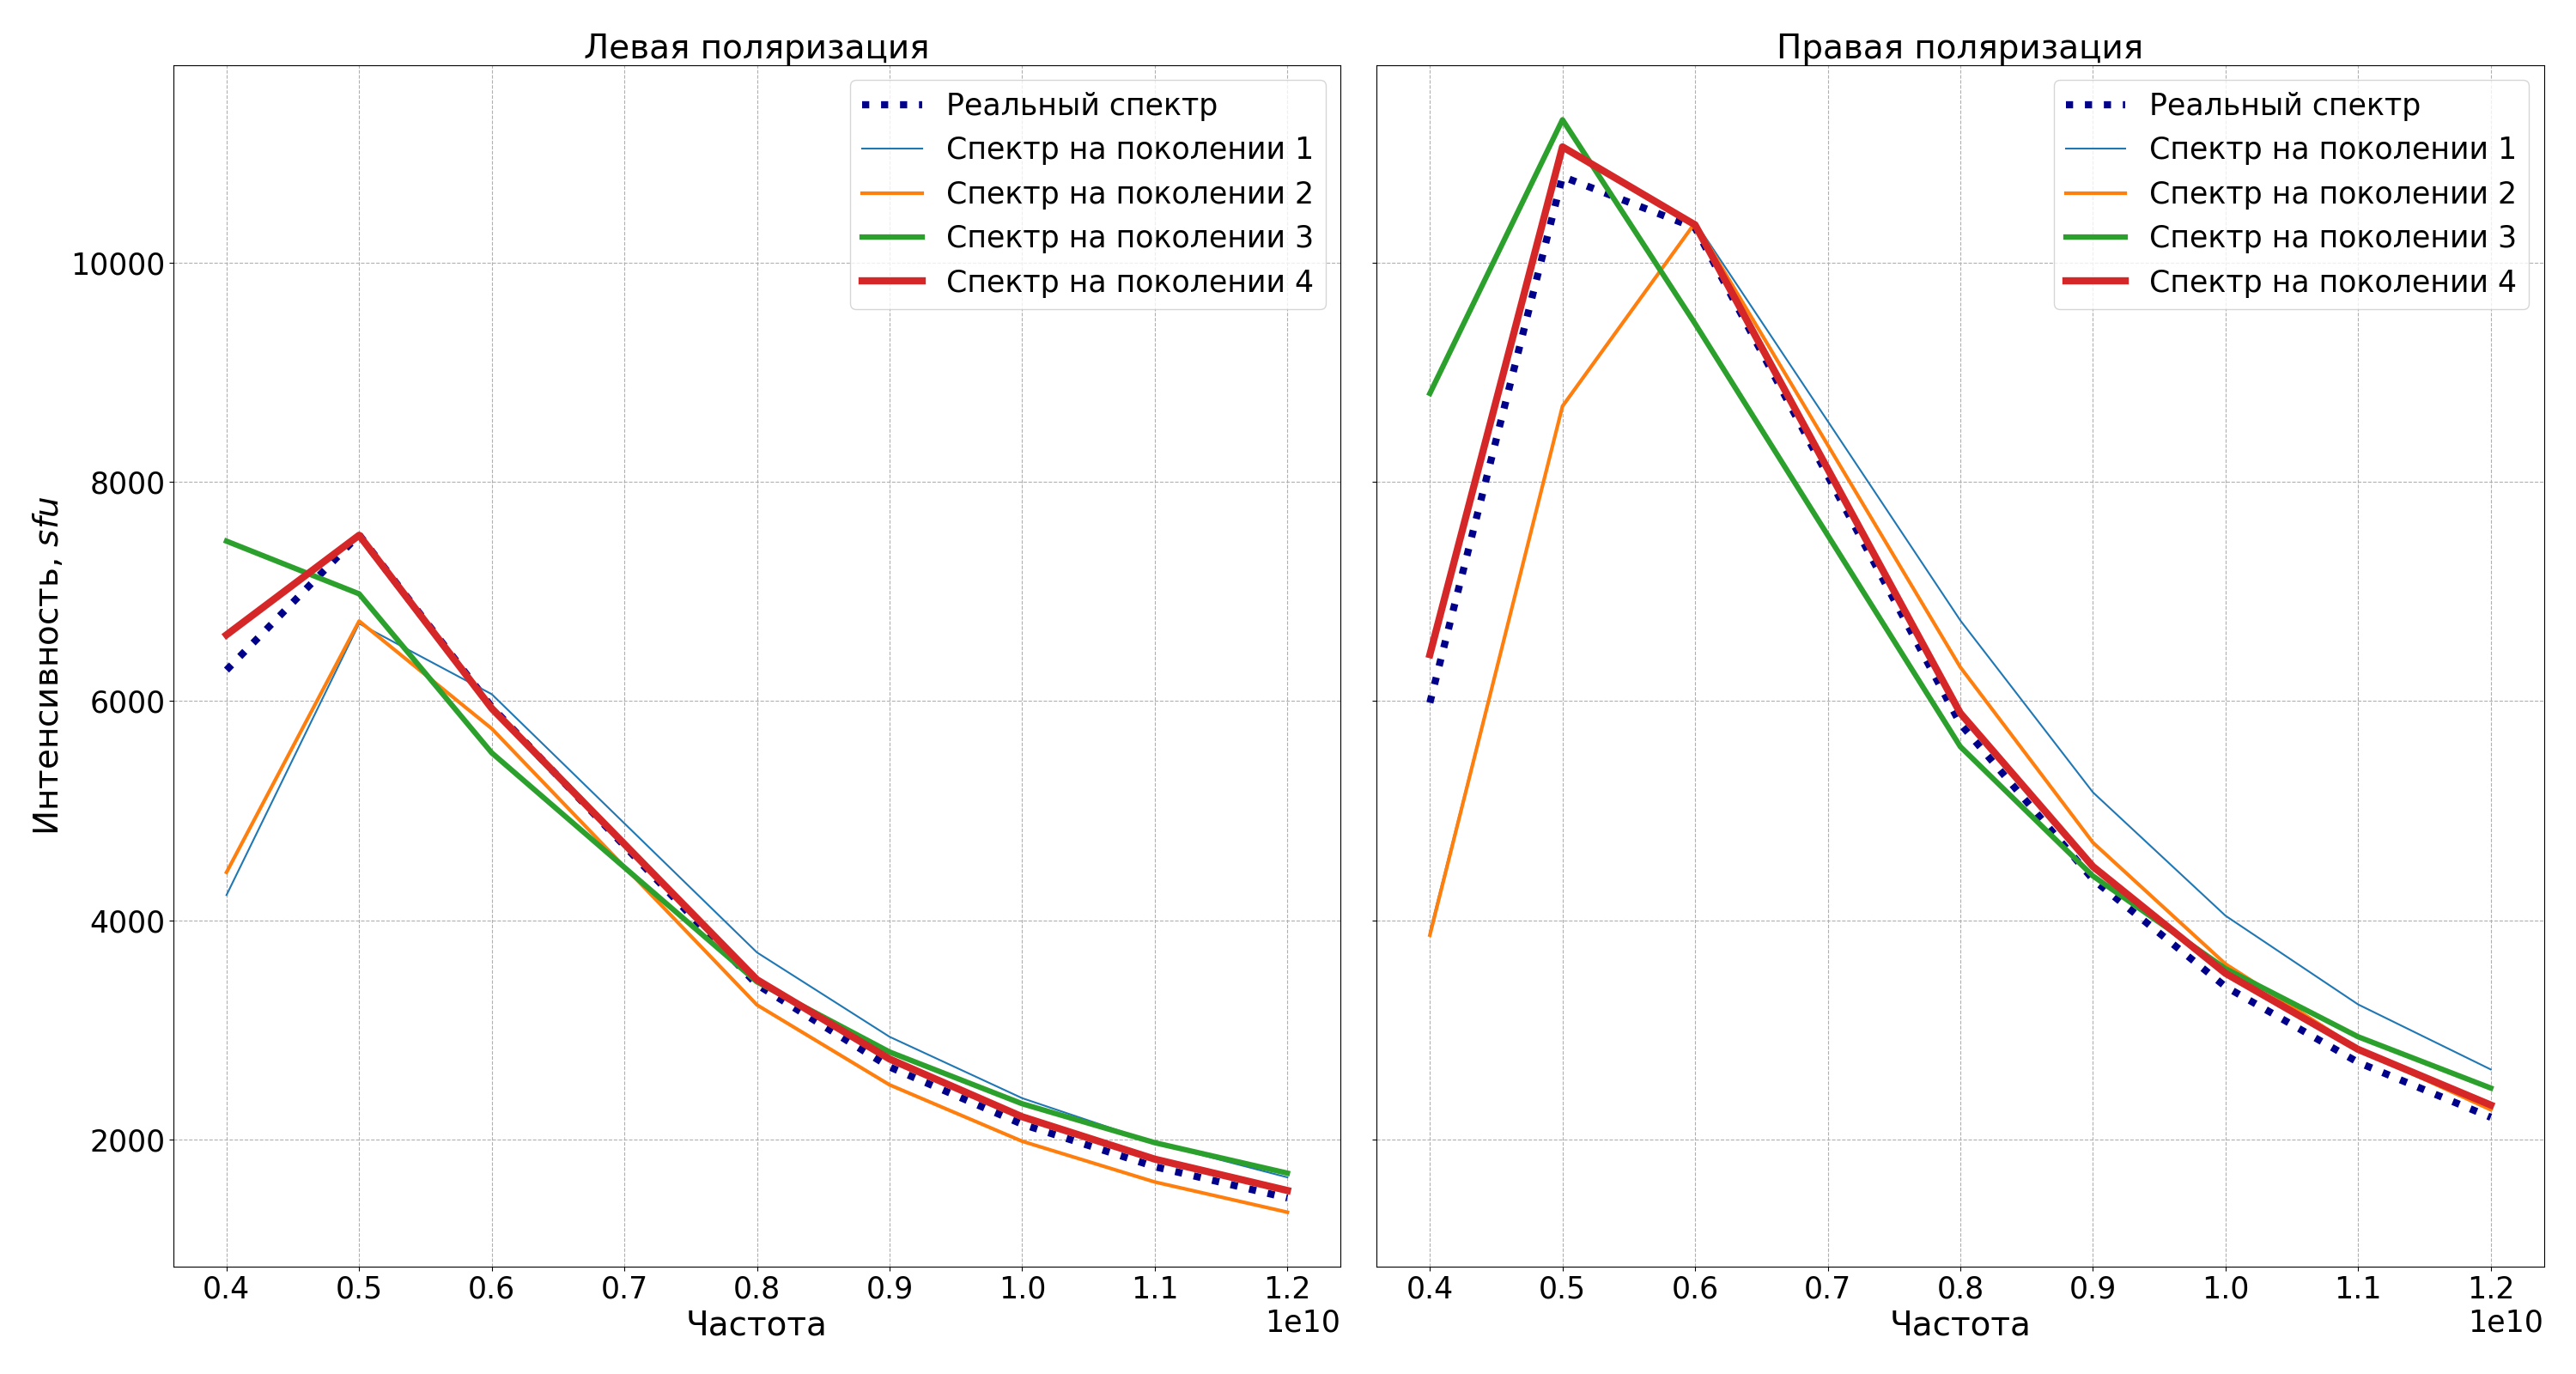 Левая поляризация
Реальный спектр
Спектр на поколении 1
Спектр на поколении 2
Спектр на поколении 3
Спектр на поколении 4
Интенсивность, sfu
10000
8000
6000
4000
2000
0.4 0.5 0.6 0.7 0.8 0.9 1.0 1.1 1.2
1e10
Частота
Правая поляризация
Реальный спектр
Спектр на поколении 1
Спектр на поколении 2
Спектр на поколении 3
Спектр на поколении 4
0.4 0.5 0.6 0.7 0.8 0.9 1.0 1.1 1.2
1e10
Частота